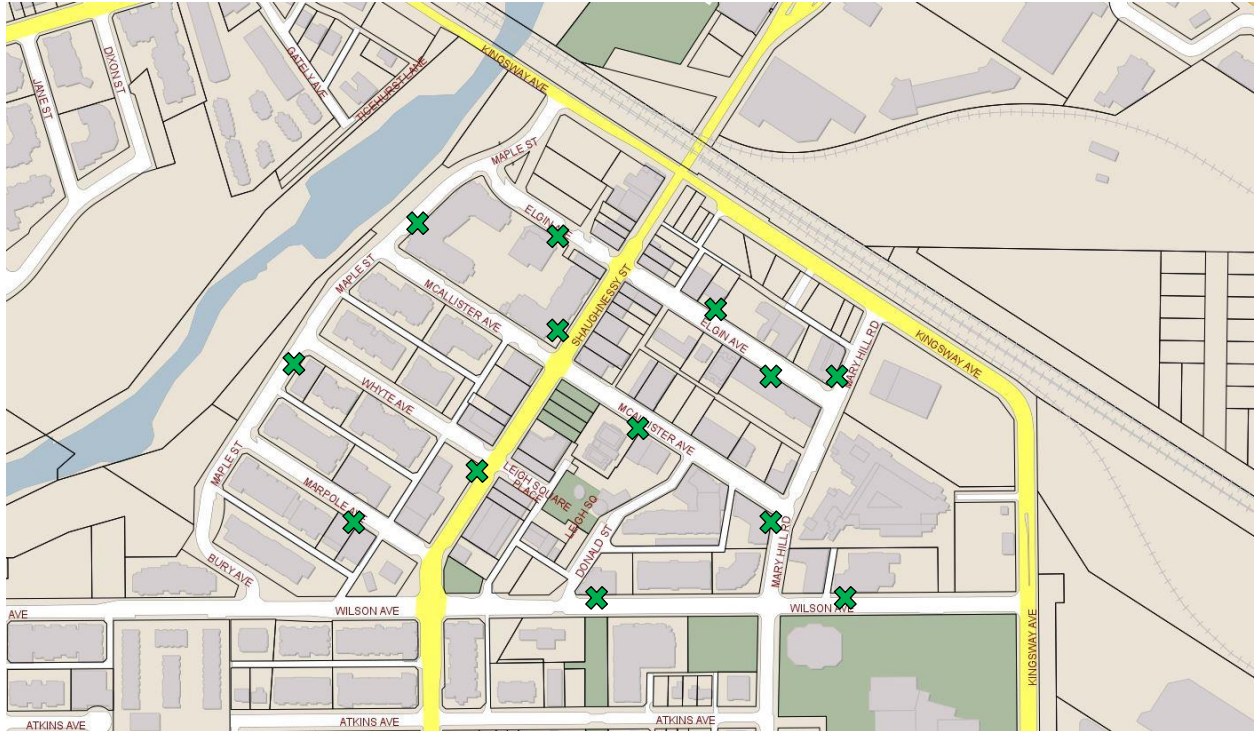 JANE ST
DIXON ST
GATELY AVE
TICEHURST LANE
KINGSWAY AVE
MAPLE ST
ELGIN AVE
MAPLE ST
MCALLISTER AVE
SHAUGHNESSY ST
ELGIN AVE
MARY HILL RD
KINGSWAY AVE
WHYTE AVE
MCALLISTER AVE
MAPLE ST
LEIGH SQUARE
PLACE
LEIGH SQ
MARPOLE AVE
DONALD ST
MARY HILL RD
BURY AVE
AVE
WILSON AVE
WILSON AVE
KINGSWAY AVE
ATKINS AVE
ATKINS AVE
ATKINS AVE